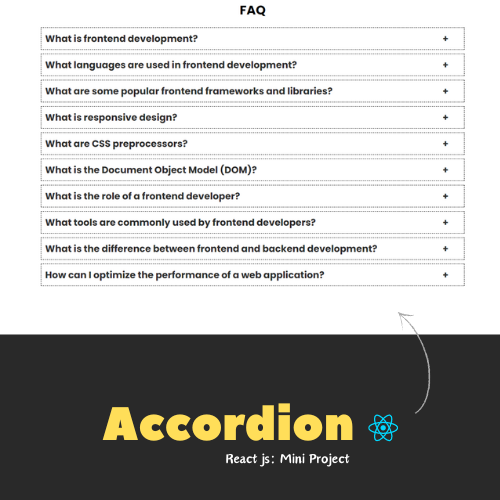 FAQ
What is frontend development? +
What languages are used in frontend development? +
What are some popular frontend frameworks and libraries? +
What is responsive design? +
What are CSS preprocessors? +
What is the Document Object Model (DOM)? +
What is the role of a frontend developer? +
What tools are commonly used by frontend developers? +
What is the difference between frontend and backend development? +
How can I optimize the performance of a web application? +
Accordion
React js: Mini Project